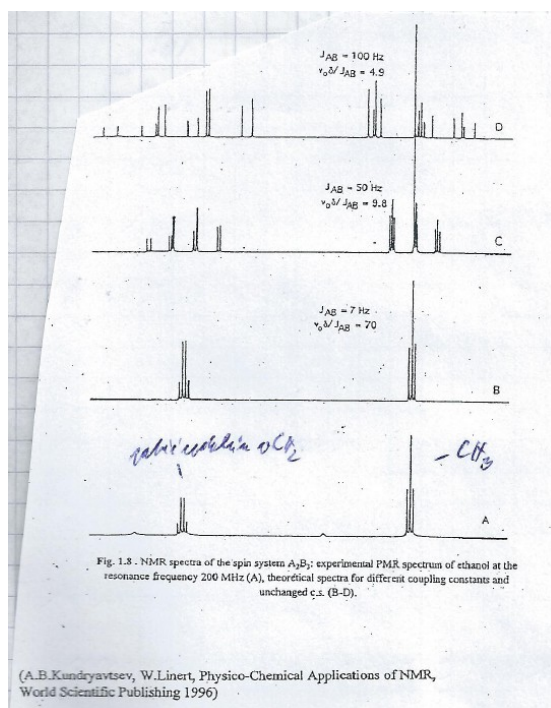 J_AB = 100 Hz
ν₀δ/J_AB = 4.9
D
J_AB = 50 Hz
ν₀δ/J_AB = 9.8
C
J_AB = 7 Hz
ν₀δ/J_AB = 70
B
CH₂
– CH₃
A
Fig. 1.8 . NMR spectra of the spin system A₂B₃: experimental PMR spectrum of ethanol at the
resonance frequency 200 MHz (A), theoretical spectra for different coupling constants and
unchanged c.s. (B-D).
(A.B.Kundryavtsev, W.Linert, Physico-Chemical Applications of NMR,
World Scientific Publishing 1996)